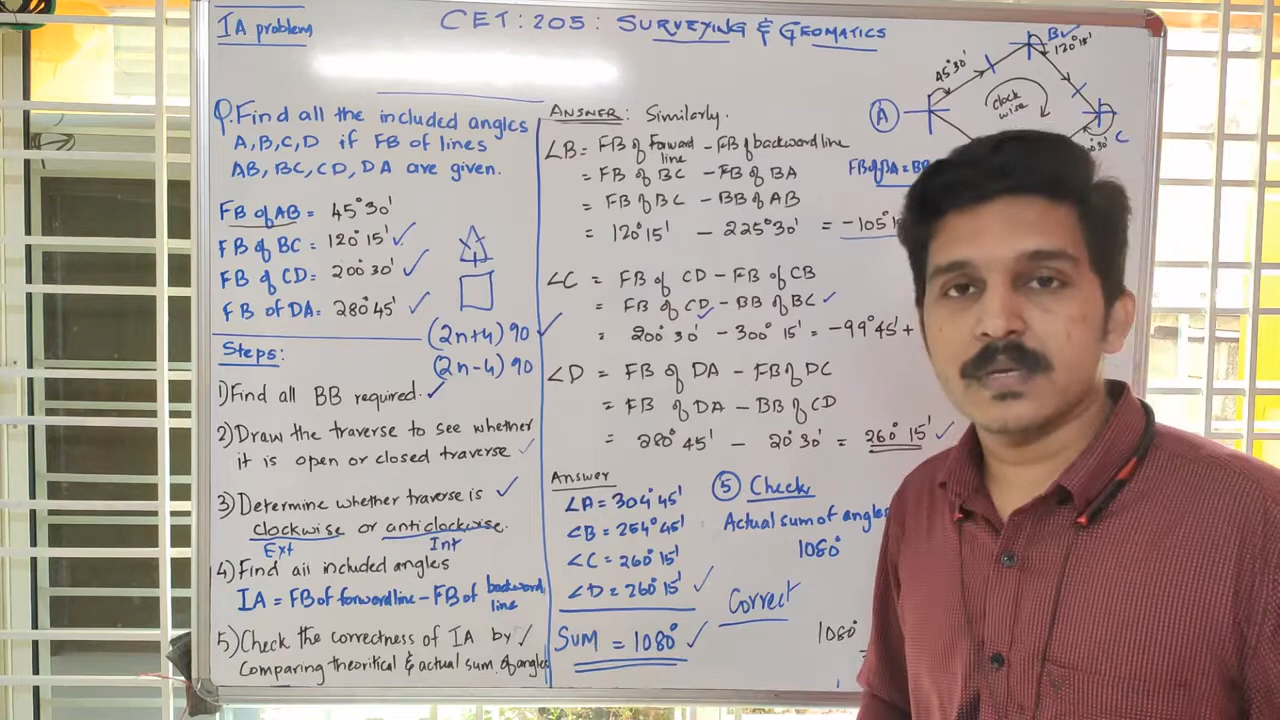 IA problem
CET:205: SURVEYING & GEOMATICS
Q. Find all the included angles
A,B,C,D if FB of lines
AB, BC, CD, DA are given.
FB of AB = 45°30'
FB of BC = 120°15'
FB of CD = 200°30'
FB of DA = 280°45'
(2n+4) 90
(2n-4) 90
Steps:
1) Find all BB required.
2) Draw the traverse to see whether
it is open or closed traverse
3) Determine whether traverse is
clockwise or anticlockwise.
Ext Int
4) Find all included angles
IA = FB of forward line - FB of backward line
5) Check the correctness of IA by
Comparing theoritical & actual sum of angles
ANSWER: Similarly.
∠B = FB of forward line - FB of backward line
= FB of BC - FB of BA
= FB of BC - BB of AB
= 120°15' - 225°30' = -105°
∠C = FB of CD - FB of CB
= FB of CD - BB of BC
= 200°30' - 300°15' = -99°45' +
∠D = FB of DA - FB of DC
= FB of DA - BB of CD
= 280°45' - 20°30' = 260°15'
Answer
∠A = 304°45'
∠B = 254°45'
∠C = 260°15'
∠D = 260°15'
SUM = 1080°
5 Check
Actual sum of angles
1080°
Correct
1080°
A
45°30'
B
120°15'
clock
wise
C
FB of DA =